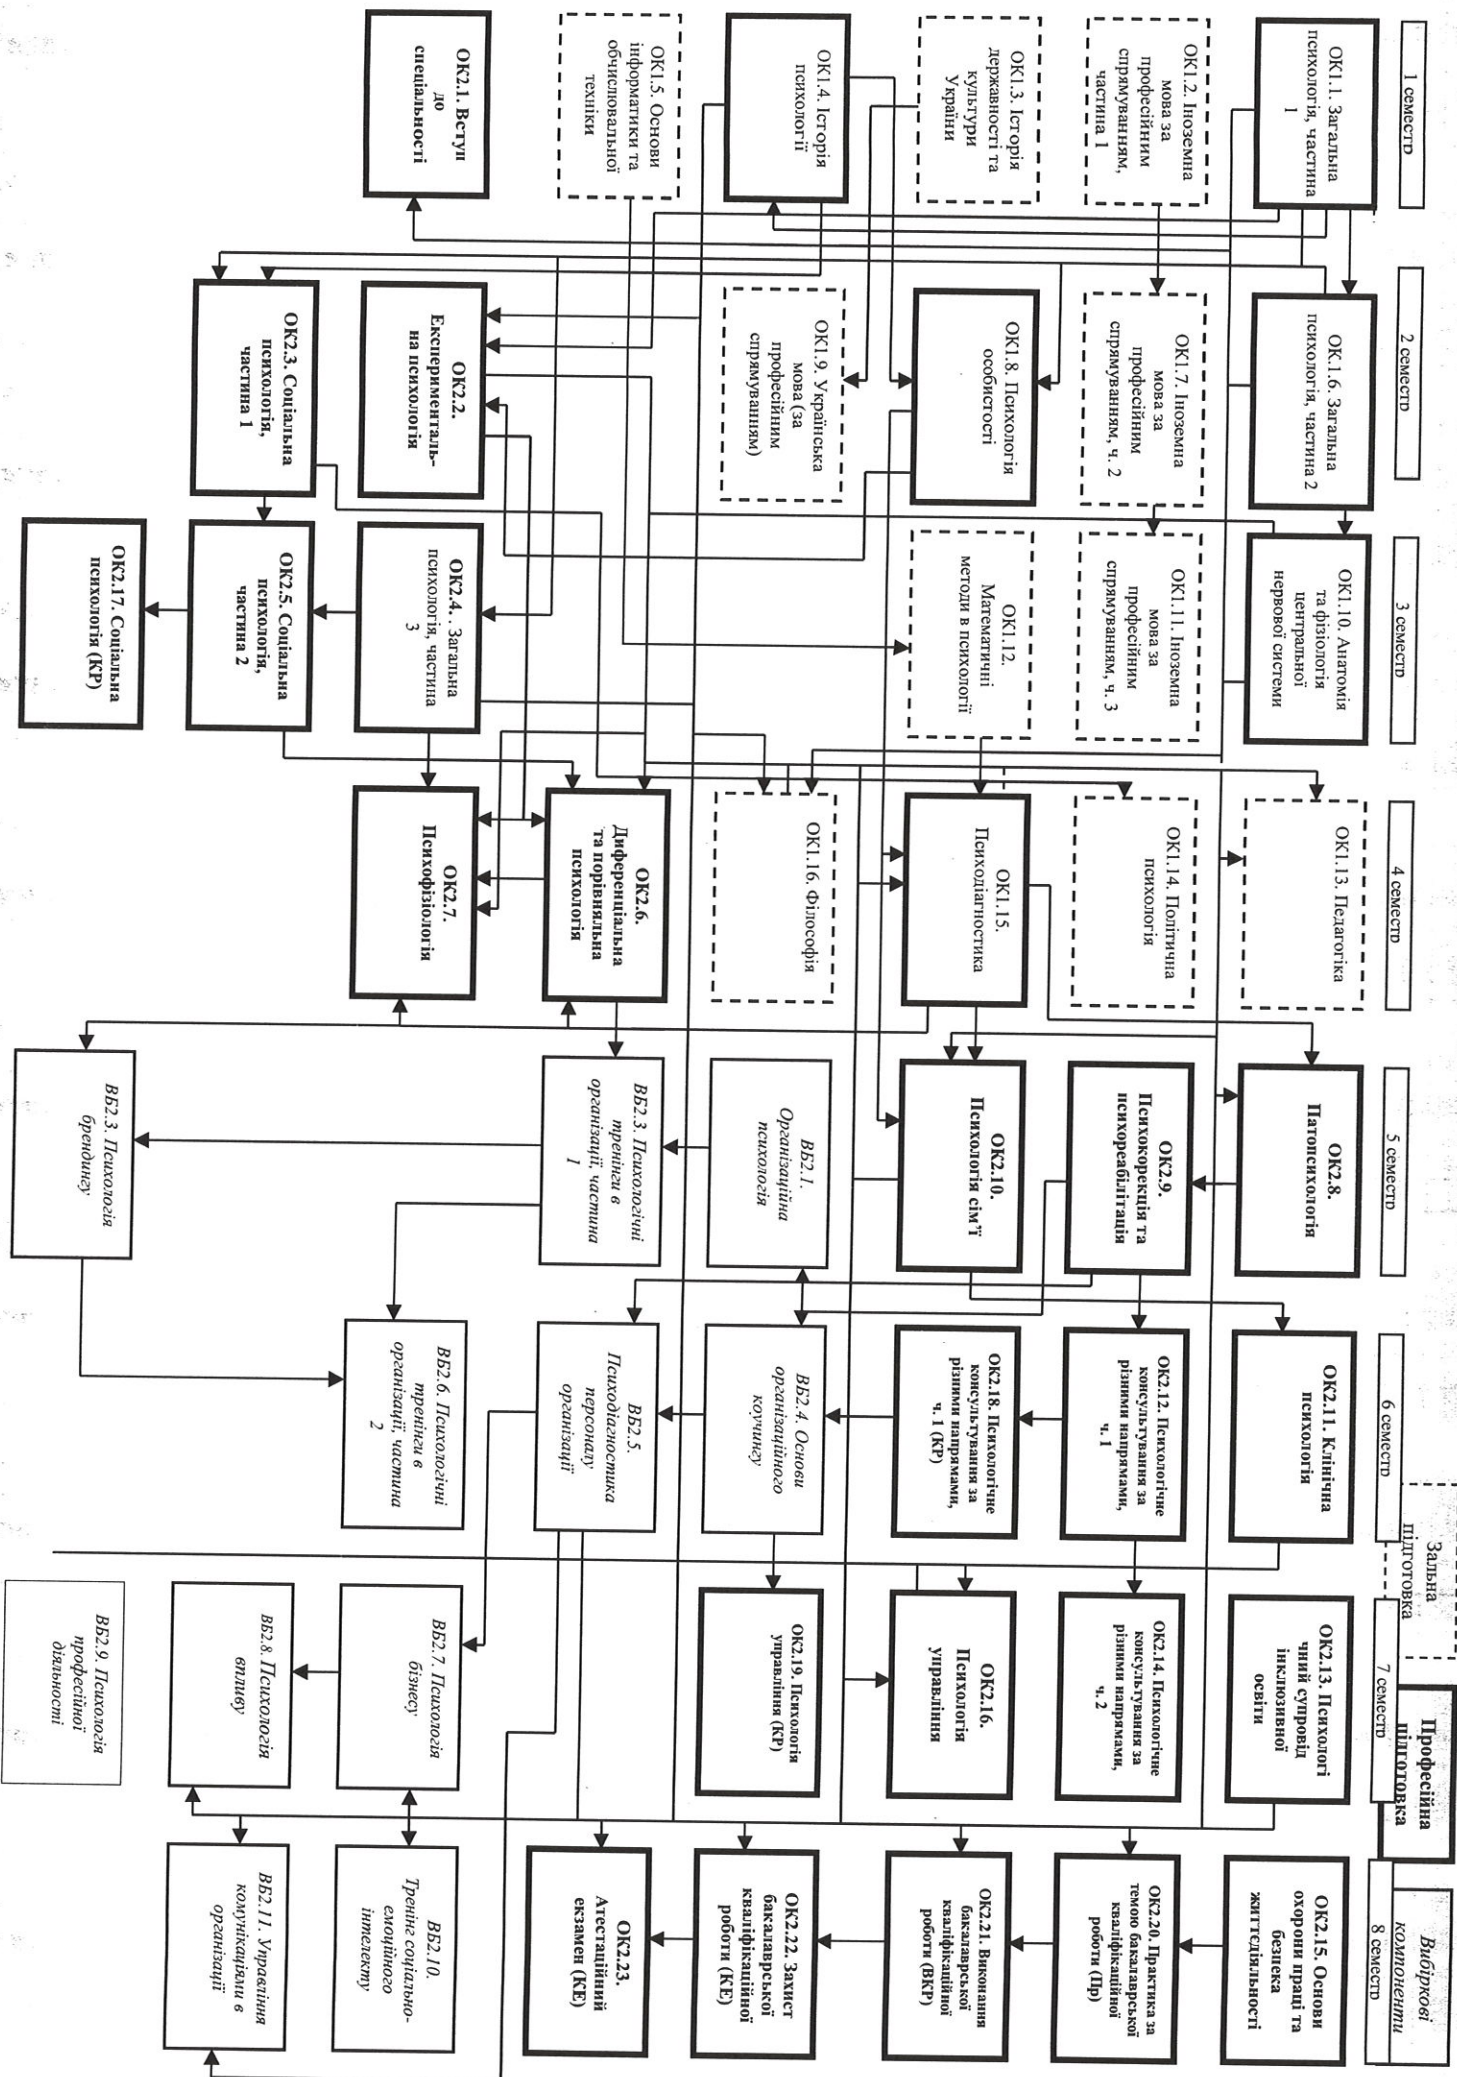 Зальна
підготовка
Професійна
підготовка
Вибіркові
компоненти
1 семестр
2 семестр
3 семестр
4 семестр
5 семестр
6 семестр
7 семестр
8 семестр
ОК1.1. Загальна
психологія, частина
1
ОК1.2. Іноземна
мова за
професійним
спрямуванням,
частина 1
ОК1.3. Історія
державності та
культури
України
ОК1.4. Історія
психології
ОК1.5. Основи
інформатики та
обчислювальної
техніки
ОК2.1. Вступ
до
спеціальності
ОК1.6. Загальна
психологія, частина 2
ОК1.7. Іноземна
мова за
професійним
спрямуванням, ч. 2
ОК1.8. Психологія
особистості
ОК1.9. Українська
мова (за
професійним
спрямуванням)
ОК2.2.
Експерименталь-
на психологія
ОК2.3. Соціальна
психологія,
частина 1
ОК1.10. Анатомія
та фізіологія
центральної
нервової системи
ОК1.11. Іноземна
мова за
професійним
спрямуванням, ч. 3
ОК1.12.
Математичні
методи в психології
ОК2.4. . Загальна
психологія, частина
3
ОК2.5. Соціальна
психологія,
частина 2
ОК2.17. Соціальна
психологія (КР)
ОК1.13. Педагогіка
ОК1.14. Політична
психологія
ОК1.15.
Психодіагностика
ОК1.16. Філософія
ОК2.6.
Диференціальна
та порівняльна
психологія
ОК2.7.
Психофізіологія
ОК2.8.
Патопсихологія
ОК2.9.
Психокорекція та
психореабілітація
ОК2.10.
Психологія сім’ї
ВБ2.1.
Організаційна
психологія
ВБ2.3. Психологічні
тренінги в
організації, частина
1
ВБ2.3. Психологія
брендингу
ОК2.11. Клінічна
психологія
ОК2.12. Психологічне
консультування за
різними напрямами,
ч. 1
ОК2.18. Психологічне
консультування за
різними напрямами,
ч. 1 (КР)
ВБ2.4. Основи
організаційного
коучингу
ВБ2.5.
Психодіагностика
персоналу
організації
ВБ2.6. Психологічні
тренінги в
організації, частина
2
ОК2.13. Психологі
чний супровід
інклюзивної
освіти
ОК2.14. Психологічне
консультування за
різними напрямами,
ч. 2
ОК2.16.
Психологія
управління
ОК2.19. Психологія
управління (КР)
ВБ2.7. Психологія
бізнесу
ВБ2.8. Психологія
впливу
ВБ2.9. Психологія
професійної
діяльності
ОК2.15. Основи
охорони праці та
безпека
життєдіяльності
ОК2.20. Практика за
темою бакалаврської
кваліфікаційної
роботи (Пр)
ОК2.21. Виконання
бакалаврської
кваліфікаційної
роботи (ВКР)
ОК2.22. Захист
бакалаврської
кваліфікаційної
роботи (КЕ)
ОК2.23.
Атестаційний
екзамен (КЕ)
ВБ2.10.
Тренінг соціально-
емоційного
інтелекту
ВБ2.11. Управління
комунікаціями в
організації